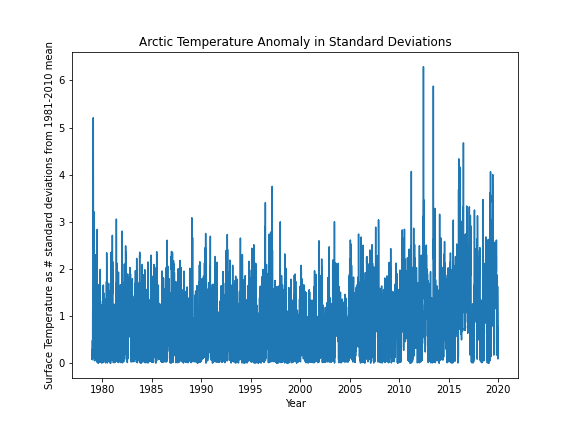 Arctic Temperature Anomaly in Standard Deviations
Surface Temperature as # standard deviations from 1981-2010 mean
6
5
4
3
2
1
0
1980 1985 1990 1995 2000 2005 2010 2015 2020
Year